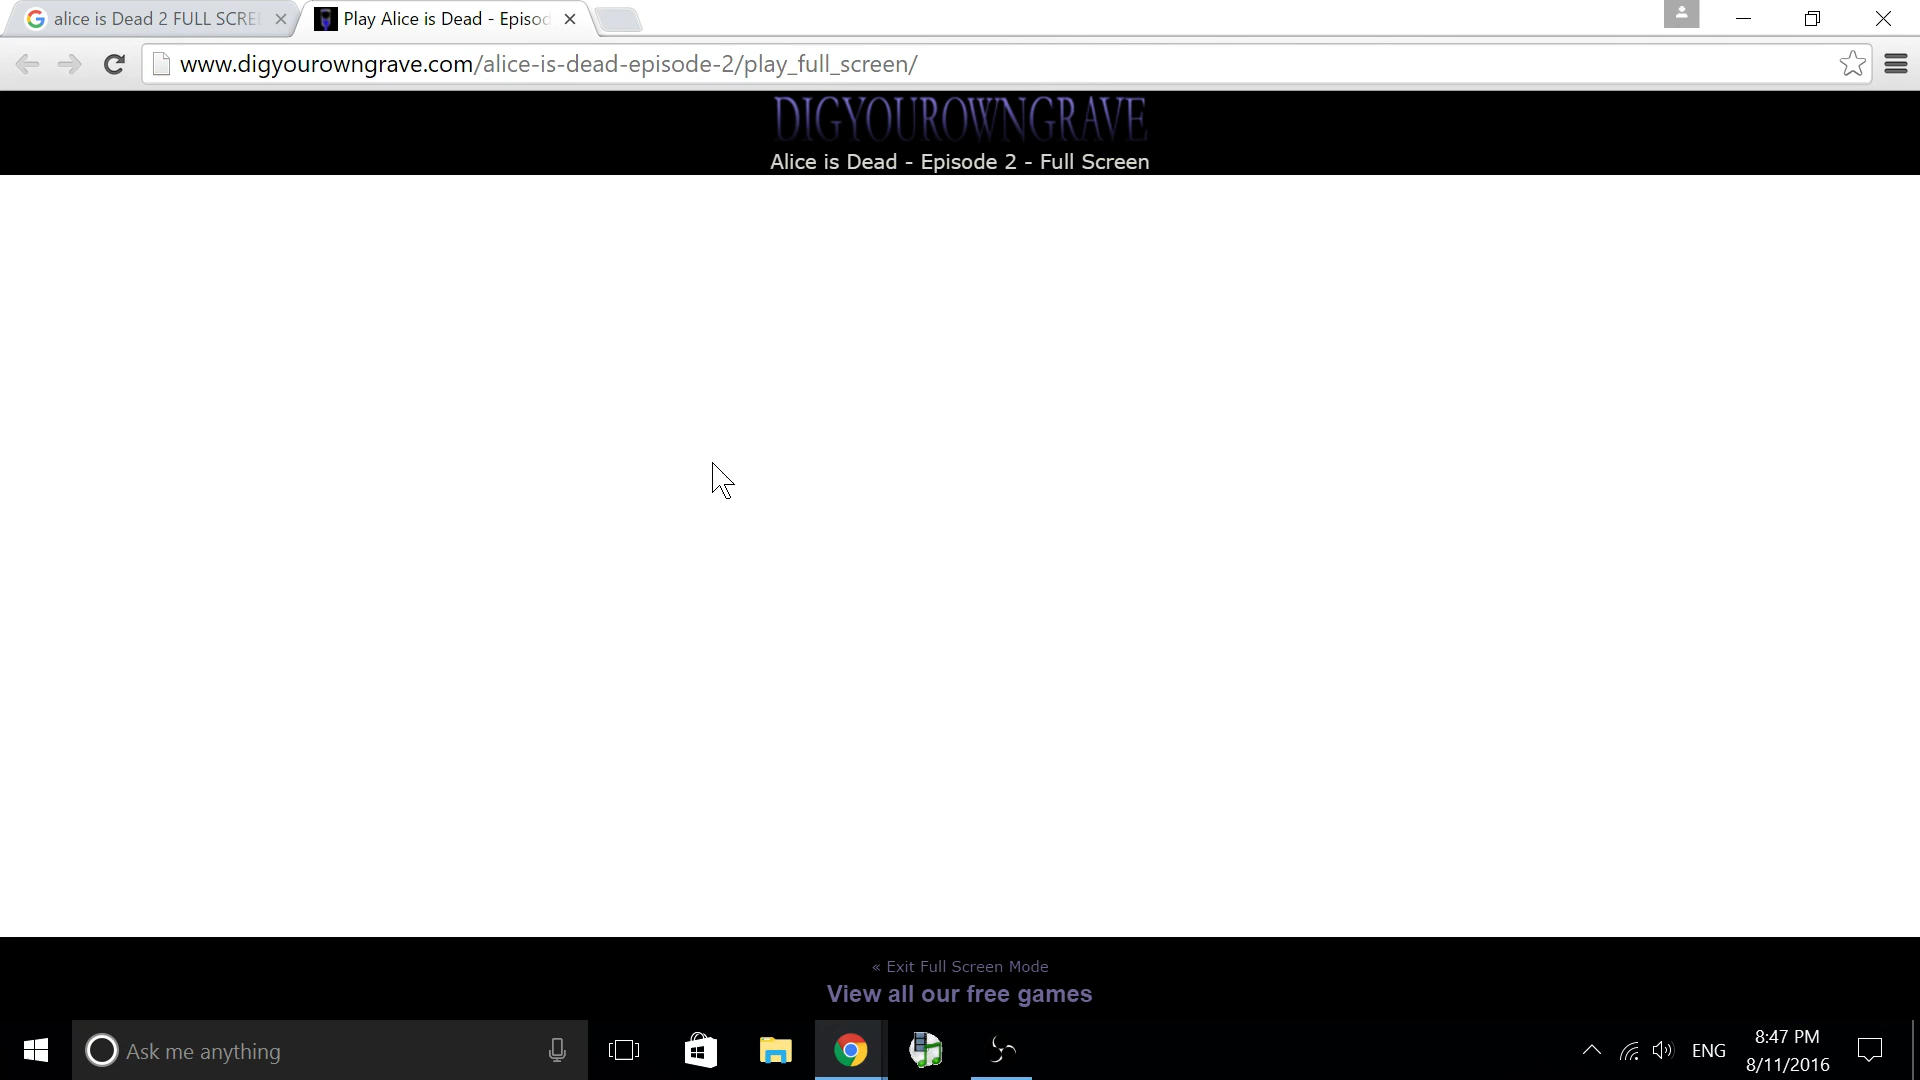 alice is Dead 2 FULL SCREE
Play Alice is Dead - Episod
www.digyourowngrave.com/alice-is-dead-episode-2/play_full_screen/
DIGYOUROWNGRAVE
Alice is Dead - Episode 2 - Full Screen
« Exit Full Screen Mode
View all our free games
Ask me anything
ENG
8:47 PM
8/11/2016